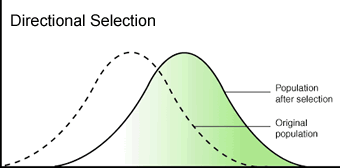 Directional Selection
Population
after selection
Original
population